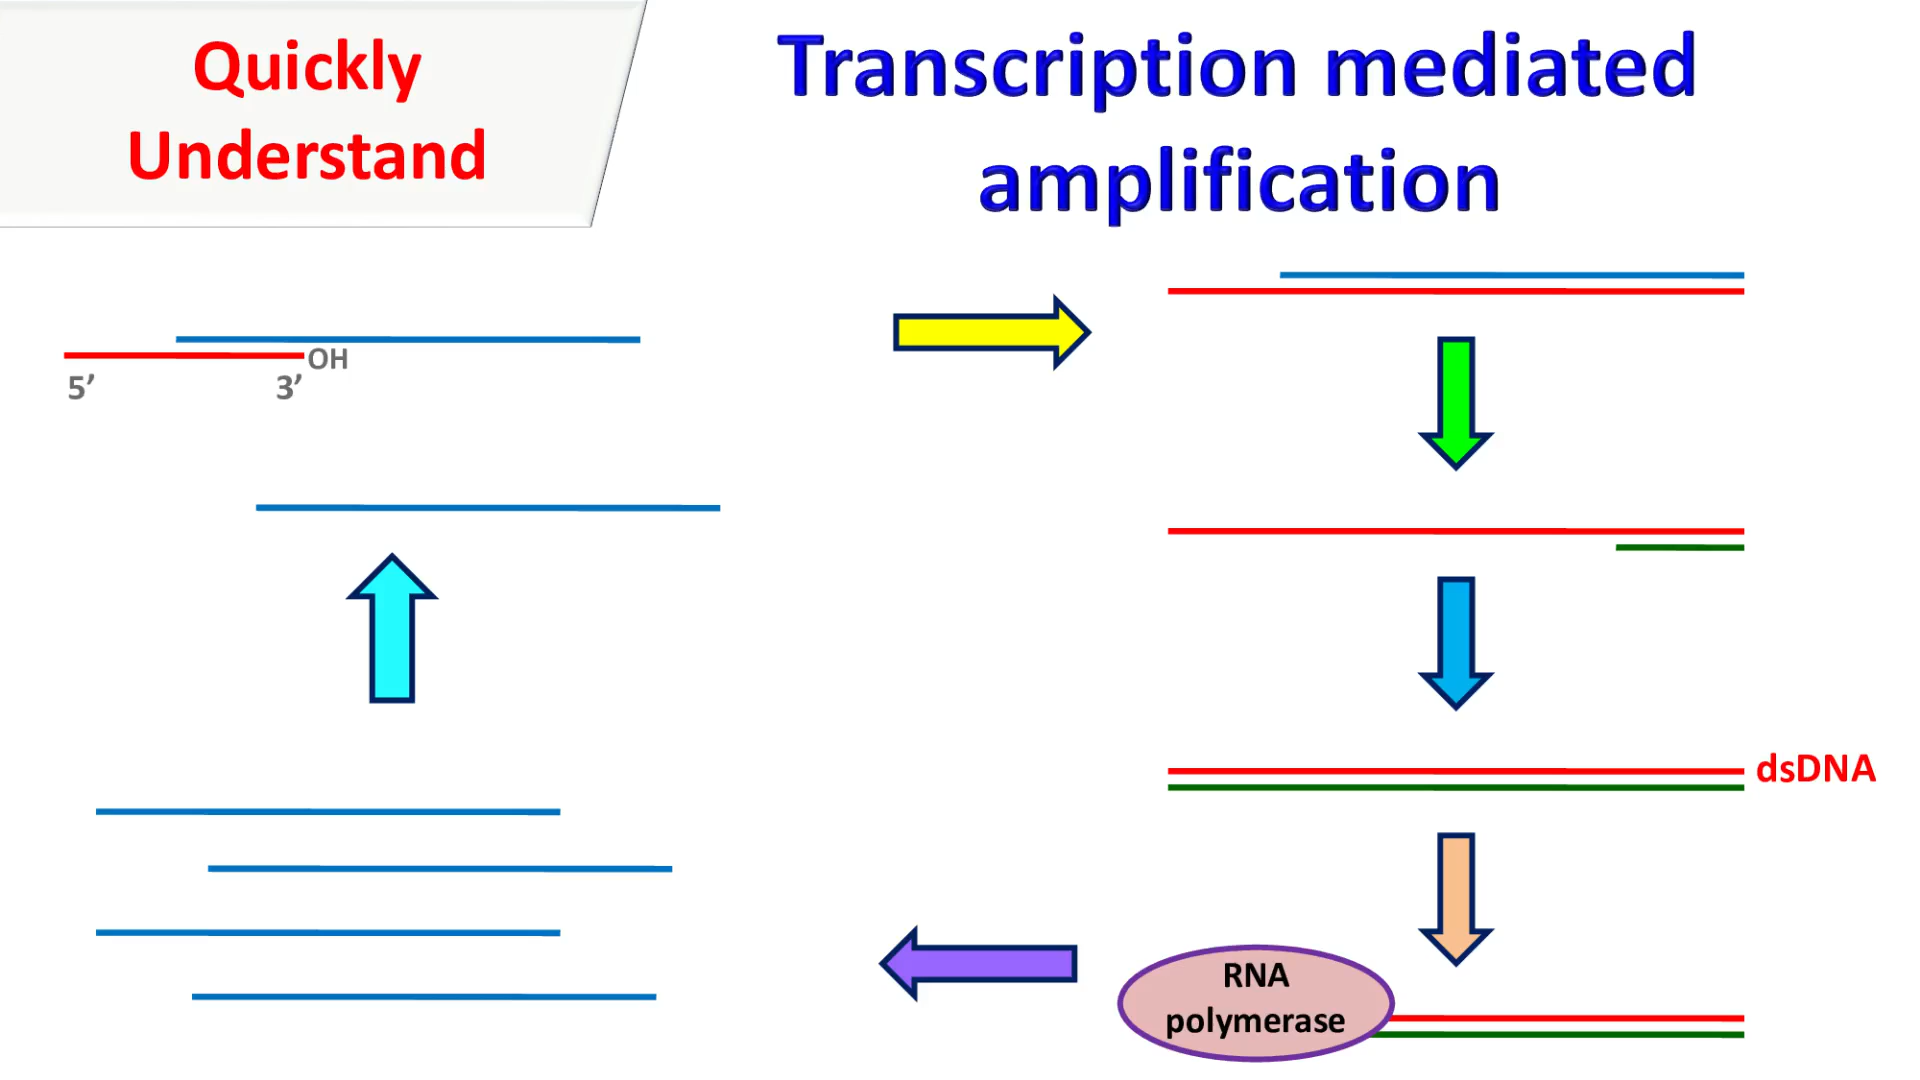 Quickly
Understand
Transcription mediated
amplification
OH
5’
3’
dsDNA
RNA
polymerase